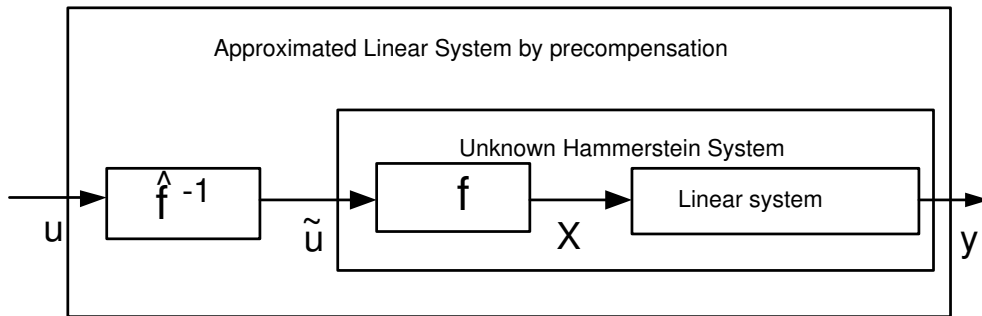 Approximated Linear System by precompensation
Unknown Hammerstein System
f̂ -1
f
Linear system
u
ũ
X
y